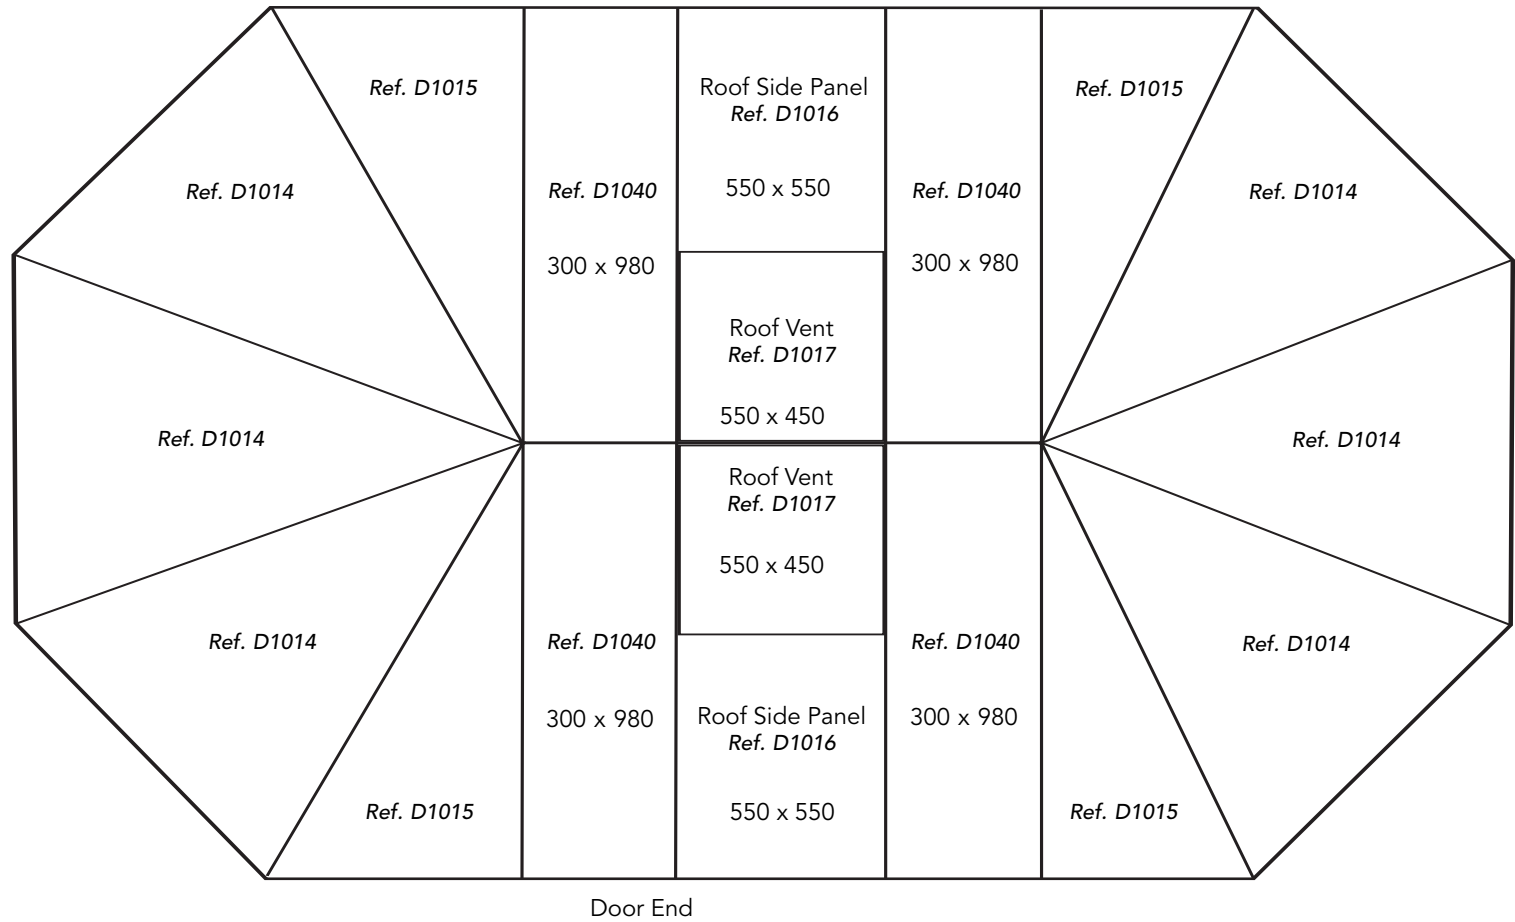 Ref. D1015
Roof Side Panel
Ref. D1016
550 x 550
Ref. D1015
Ref. D1014
Ref. D1040
300 x 980
Ref. D1040
300 x 980
Ref. D1014
Roof Vent
Ref. D1017
550 x 450
Ref. D1014
Ref. D1014
Roof Vent
Ref. D1017
550 x 450
Ref. D1014
Ref. D1040
300 x 980
Ref. D1040
300 x 980
Ref. D1014
Roof Side Panel
Ref. D1016
550 x 550
Ref. D1015
Ref. D1015
Door End